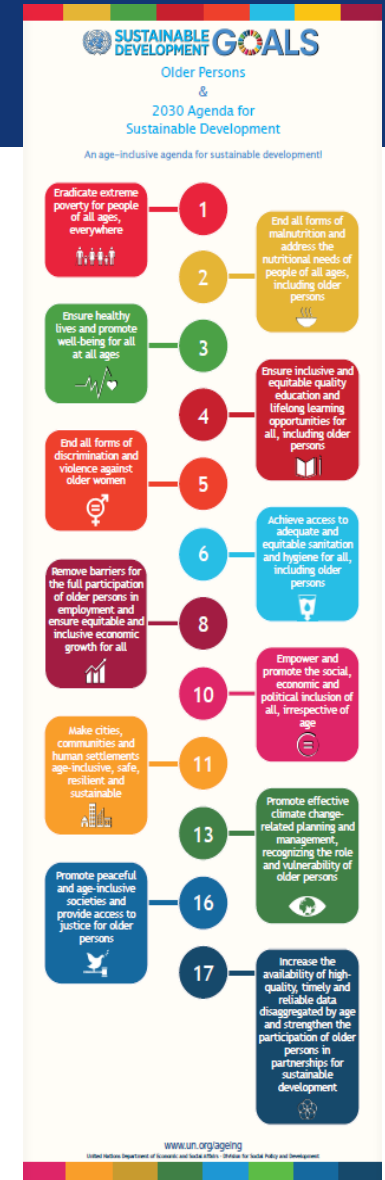 SUSTAINABLE
DEVELOPMENT
GOALS
Older Persons
&
2030 Agenda for
Sustainable Development
An age-inclusive agenda for sustainable development!
Eradicate extreme
poverty for people
of all ages,
everywhere
1
End all forms of
malnutrition and
address the
nutritional needs of
people of all ages,
including older
persons
2
Ensure healthy
lives and promote
well-being for all
at all ages
3
Ensure inclusive and
equitable quality
education and
lifelong learning
opportunities for
all, including older
persons
4
End all forms of
discrimination and
violence against
older women
5
Achieve access to
adequate and
equitable sanitation
and hygiene for all,
including older
persons
6
Remove barriers for
the full participation
of older persons in
employment and
ensure equitable and
inclusive economic
growth for all
8
Empower and
promote the social,
economic and
political inclusion of
all, irrespective of
age
10
Make cities,
communities and
human settlements
age-inclusive, safe,
resilient and
sustainable
11
Promote effective
climate change-
related planning and
management,
recognizing the role
and vulnerability of
older persons
13
Promote peaceful
and age-inclusive
societies and
provide access to
justice for older
persons
16
Increase the
availability of high-
quality, timely and
reliable data
disaggregated by age
and strengthen the
participation of older
persons in
partnerships for
sustainable
development
17
www.un.org/ageing
United Nations Department of Economic and Social Affairs - Division for Social Policy and Development